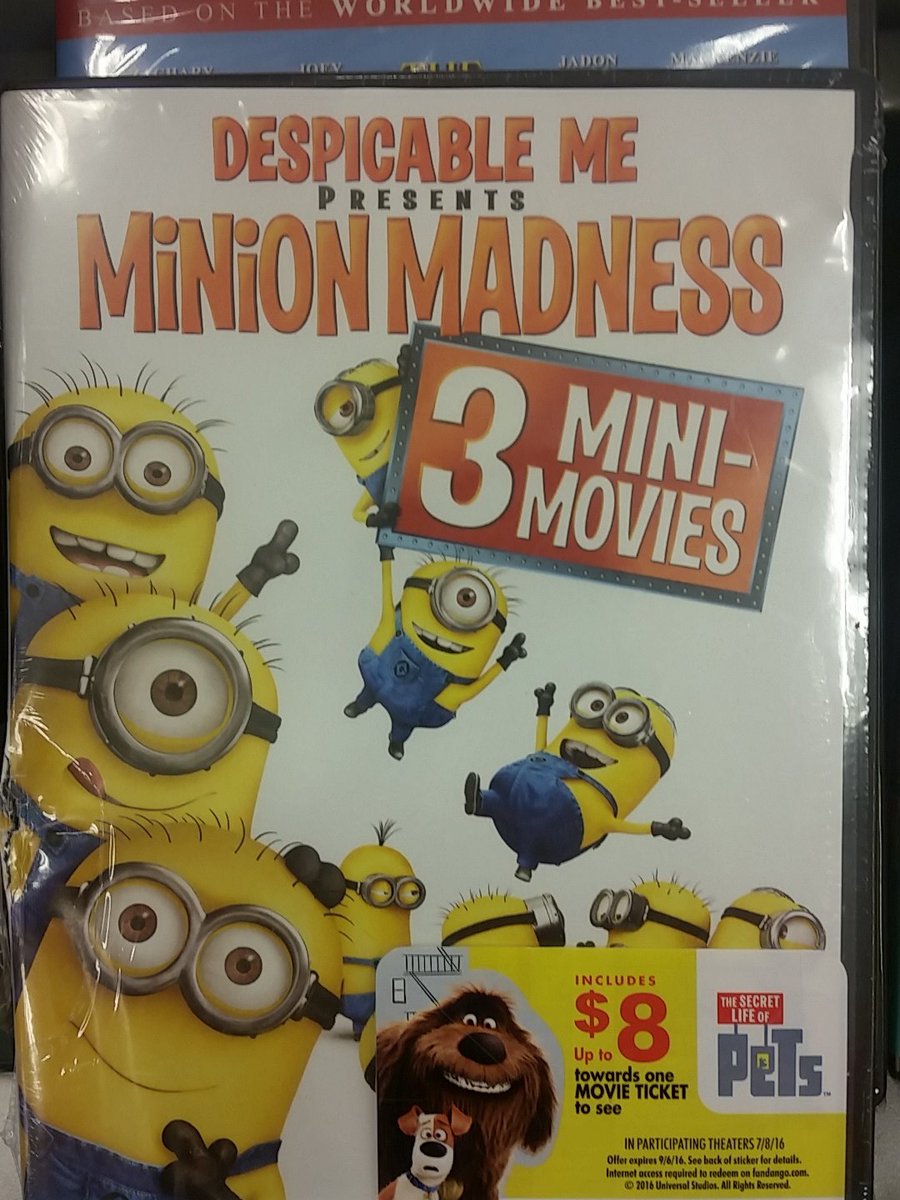 BASED ON THE WORLDWIDE BEST-SELLER
JOEY
JADON
DESPICABLE ME
PRESENTS
MINION MADNESS
3 MINI-
MOVIES
INCLUDES
$8
Up to
towards one
MOVIE TICKET
to see
THE SECRET
LIFE OF
PETS™
IN PARTICIPATING THEATERS 7/8/16
Offer expires 9/6/16. See back of sticker for details.
Internet access required to redeem on fandango.com.
© 2016 Universal Studios. All Rights Reserved.